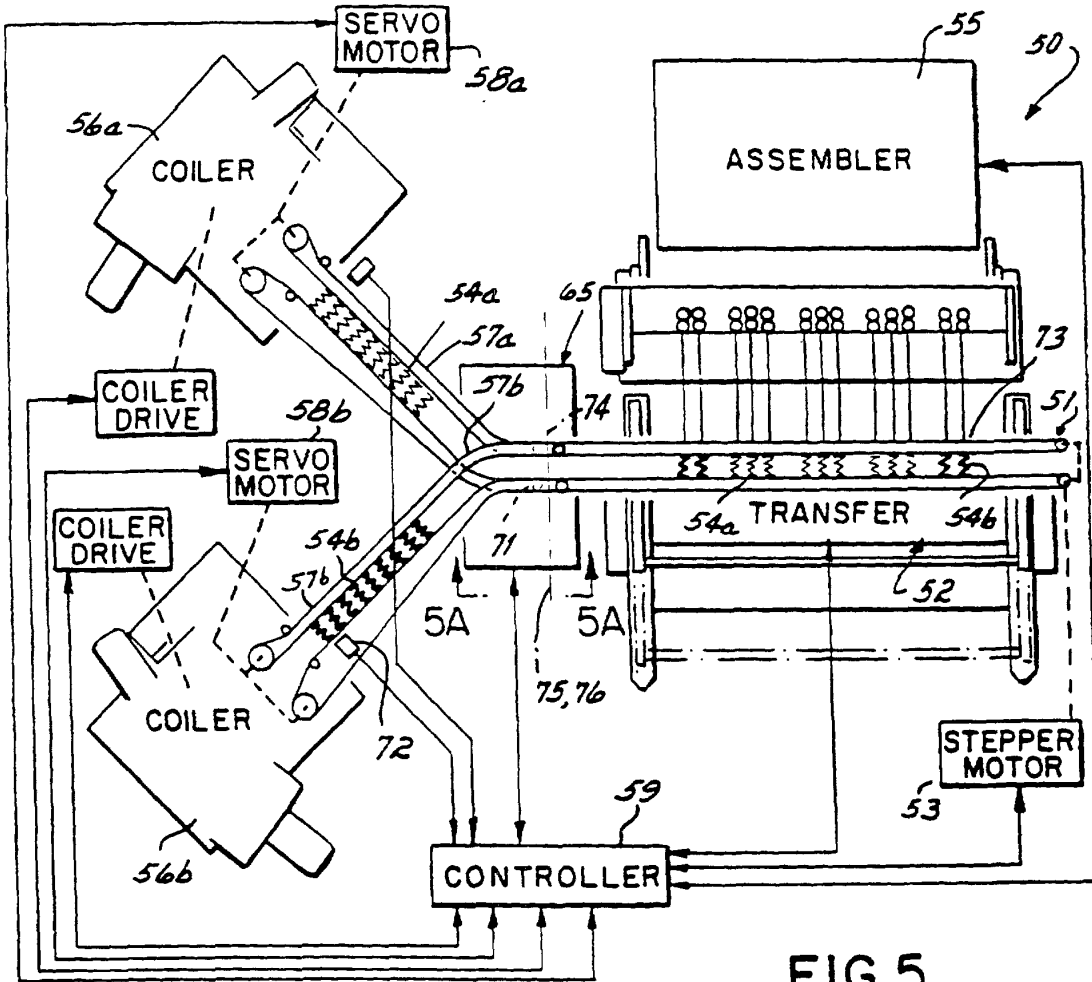 SERVO
MOTOR
58a
55
50
56a
COILER
ASSEMBLER
54a
57a
65
57b
74
73
51
COILER
DRIVE
58b
SERVO
MOTOR
COILER
DRIVE
54b
57b
71
54a
54b
TRANSFER
5A
5A
52
75, 76
COILER
72
STEPPER
MOTOR
53
59
56b
CONTROLLER
FIG.5